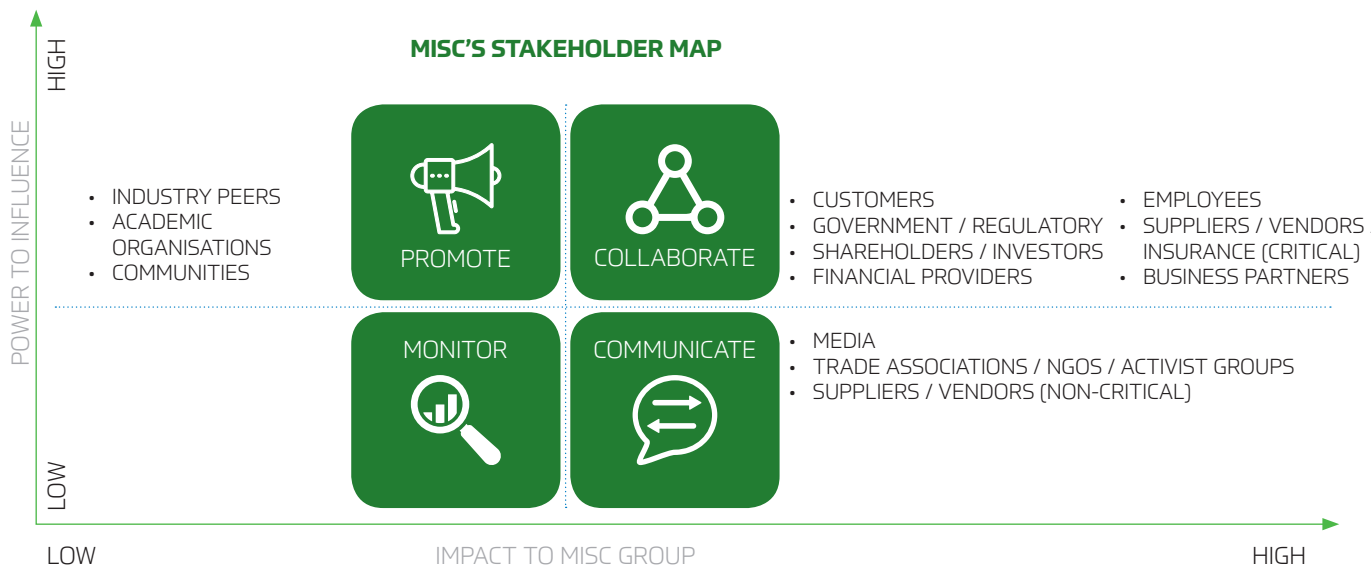 MISC'S STAKEHOLDER MAP
HIGH
POWER TO INFLUENCE
LOW
• INDUSTRY PEERS
• ACADEMIC
ORGANISATIONS
• COMMUNITIES
PROMOTE
COLLABORATE
• CUSTOMERS
• GOVERNMENT / REGULATORY
• SHAREHOLDERS / INVESTORS
• FINANCIAL PROVIDERS
• EMPLOYEES
• SUPPLIERS / VENDORS
INSURANCE (CRITICAL)
• BUSINESS PARTNERS
MONITOR
COMMUNICATE
• MEDIA
• TRADE ASSOCIATIONS / NGOS / ACTIVIST GROUPS
• SUPPLIERS / VENDORS (NON-CRITICAL)
LOW
IMPACT TO MISC GROUP
HIGH